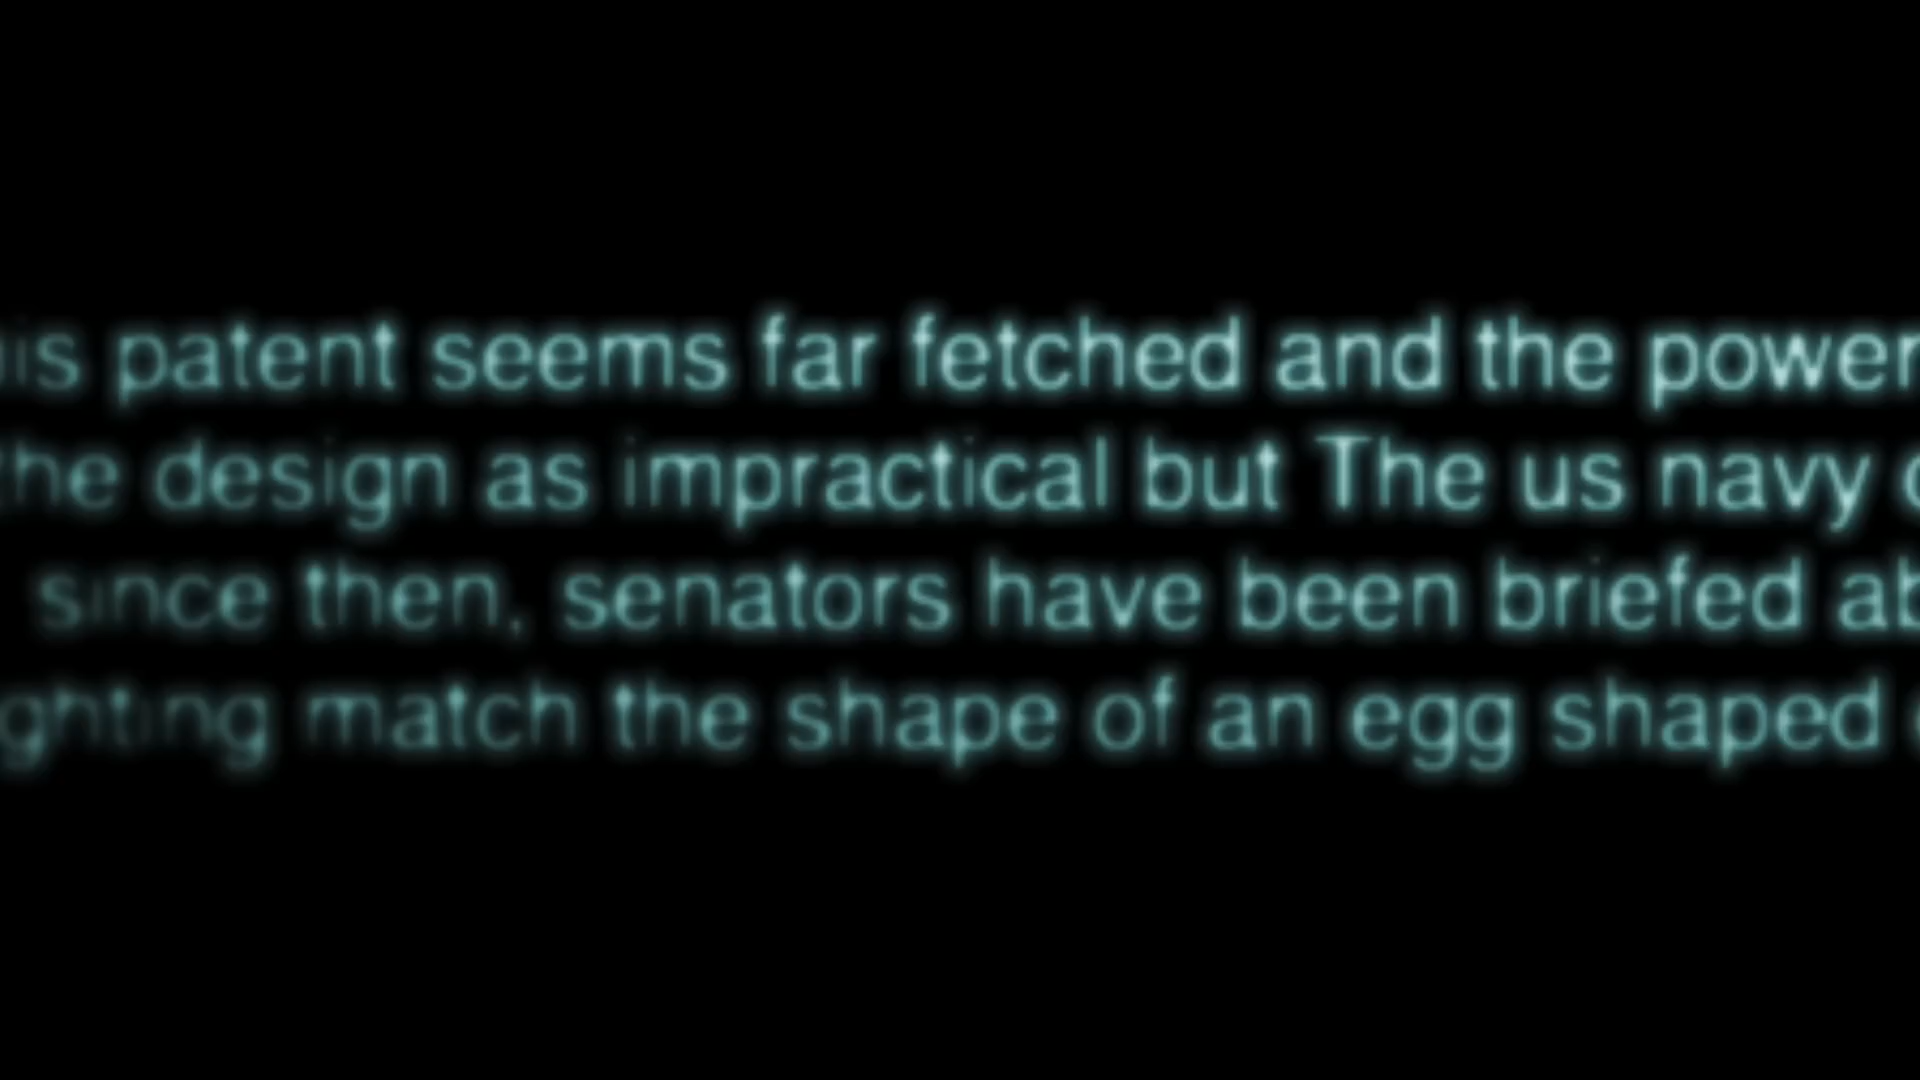 is patent seems far fetched and the power
the design as impractical but The us navy
since then, senators have been briefed ab
ghting match the shape of an egg shaped